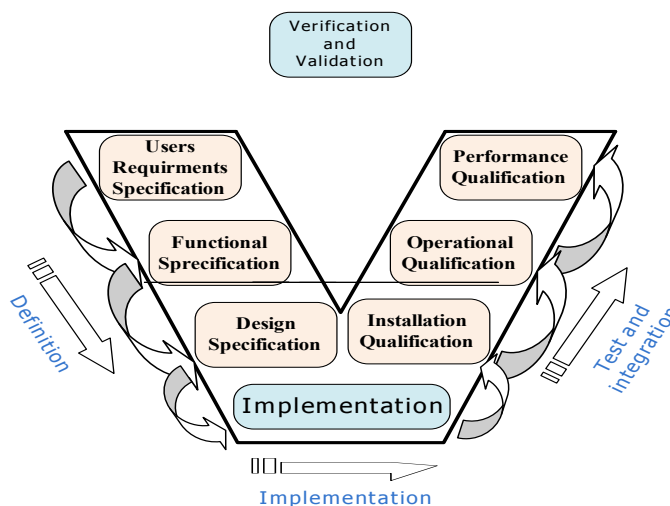 Verification
and
Validation
Users
Requirments
Specification
Performance
Qualification
Functional
Sprecification
Operational
Qualification
Design
Specification
Installation
Qualification
Implementation
Definition
Test and
integration
Implementation